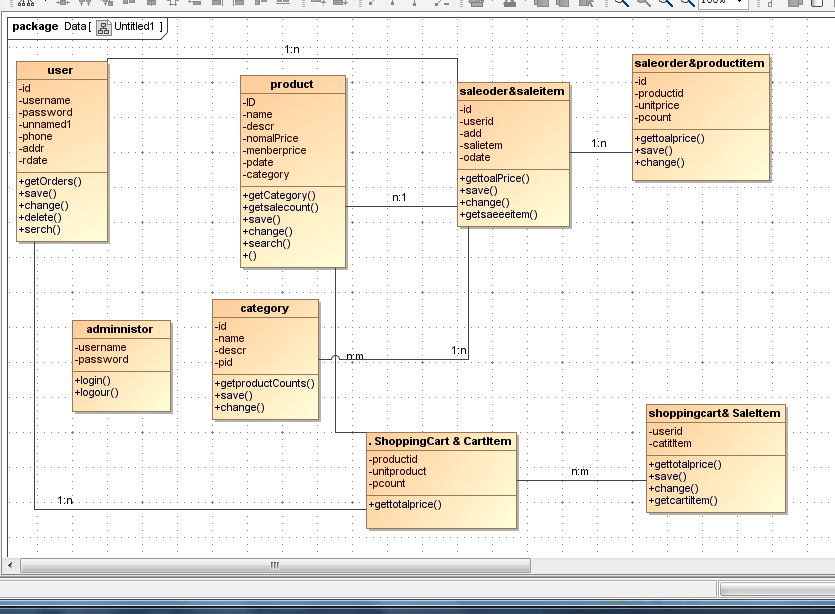 100%
package Data [ Untitled1 ]
1:n
user
-id
-username
-password
-unnamed1
-phone
-addr
-rdate
+getOrders()
+save()
+change()
+delete()
+serch()
product
-ID
-name
-descr
-nomalPrice
-menberprice
-pdate
-category
+getCategory()
+getsalecount()
+save()
+change()
+search()
+()
n:1
saleoder&saleitem
-id
-userid
-add
-salietem
-odate
+gettoalPrice()
+save()
+change()
+getsaeeitem()
1:n
saleorder&productitem
-id
-productid
-unitprice
-pcount
+gettoalprice()
+save()
+change()
adminnistor
-username
-password
+login()
+logour()
category
-id
-name
-descr
-pid
+getproductCounts()
+save()
+change()
n:m
1:n
. ShoppingCart & CartItem
-productid
-unitproduct
-pcount
+gettotalprice()
1:n
n:m
shoppingcart& SaleItem
-userid
-catitItem
+gettotalprice()
+save()
+change()
+getcartiItem()